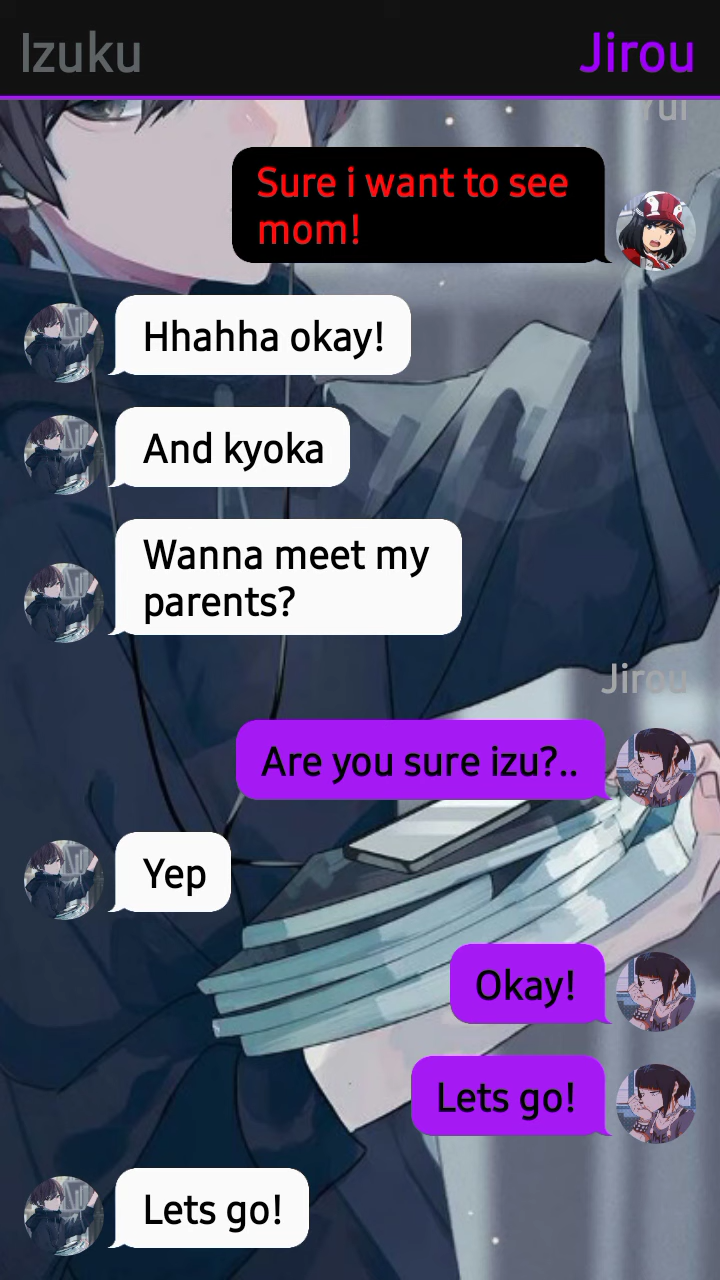 Izuku
Jirou
Yui
Sure i want to see
mom!
Hhahha okay!
And kyoka
Wanna meet my
parents?
Jirou
Are you sure izu?..
Yep
Okay!
Lets go!
Lets go!